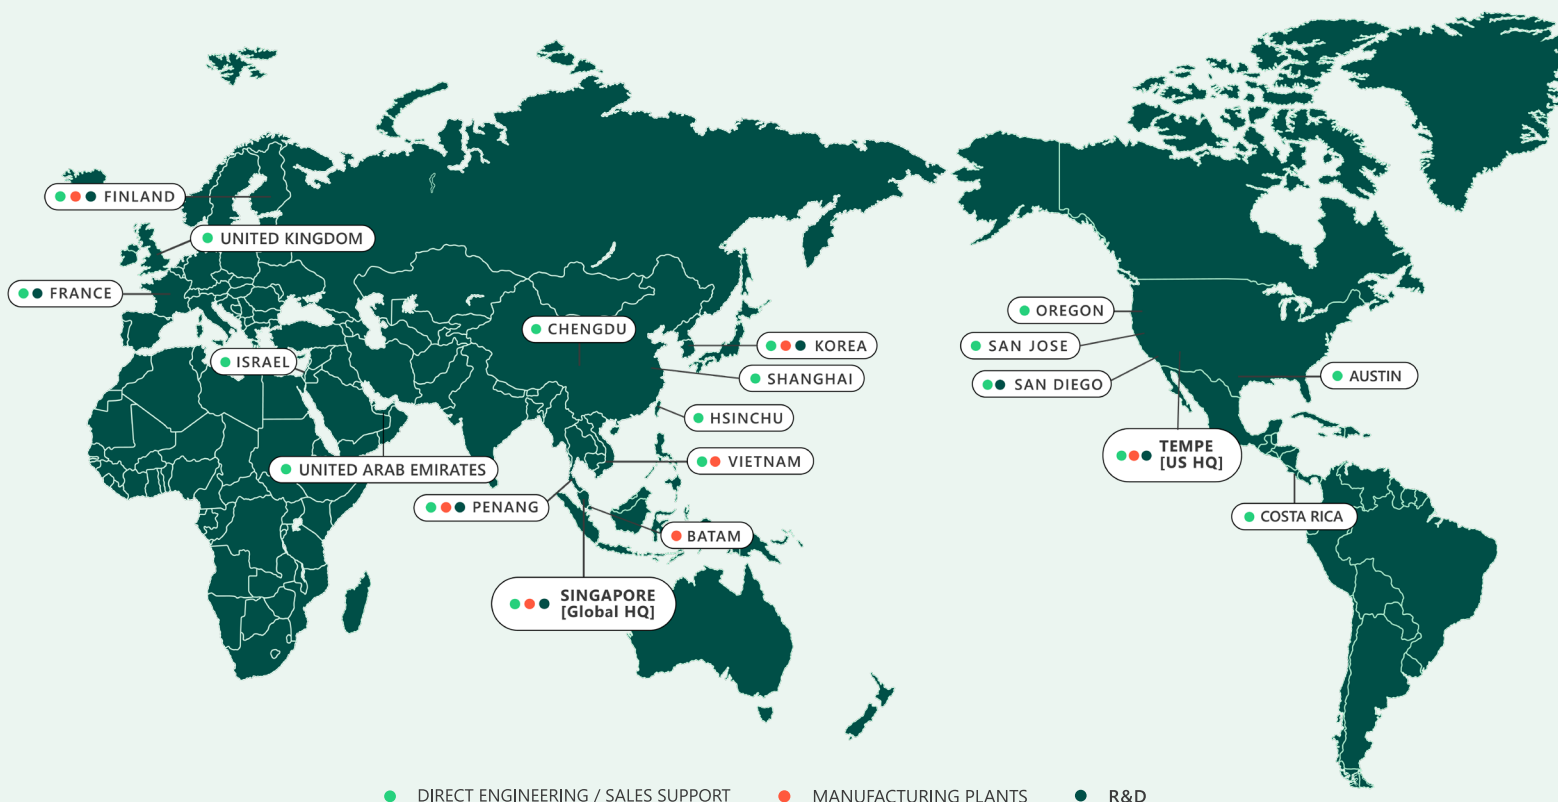 FINLAND
UNITED KINGDOM
FRANCE
CHENGDU
OREGON
KOREA
SAN JOSE
ISRAEL
SHANGHAI
SAN DIEGO
AUSTIN
HSINCHU
TEMPE
[US HQ]
VIETNAM
UNITED ARAB EMIRATES
PENANG
COSTA RICA
BATAM
SINGAPORE
[Global HQ]
DIRECT ENGINEERING / SALES SUPPORT
MANUFACTURING PLANTS
R&D